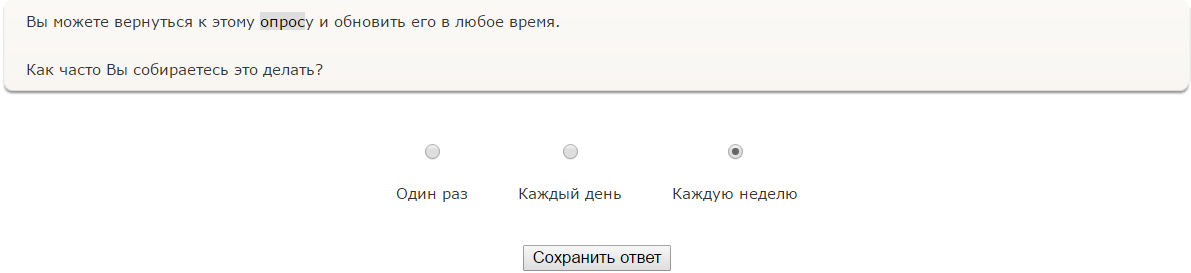 Вы можете вернуться к этому опросу и обновить его в любое время.
Как часто Вы собираетесь это делать?
Один раз Каждый день Каждую неделю
Сохранить ответ